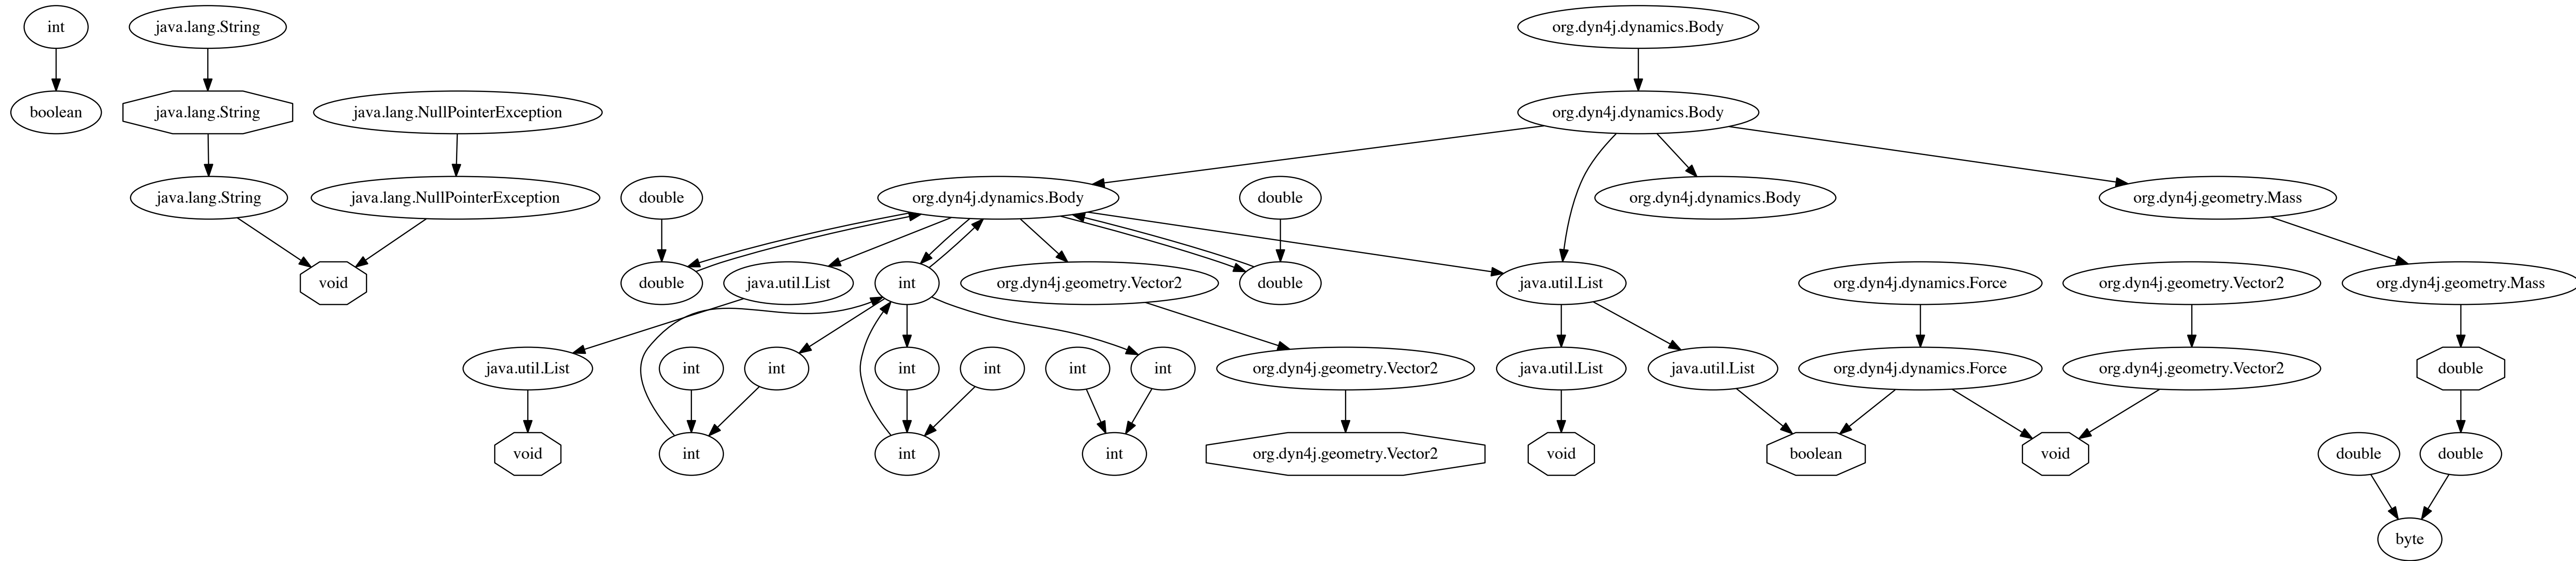 int
java.lang.String
org.dyn4j.dynamics.Body
boolean
java.lang.String
java.lang.NullPointerException
org.dyn4j.dynamics.Body
java.lang.String
java.lang.NullPointerException
double
org.dyn4j.dynamics.Body
double
org.dyn4j.dynamics.Body
org.dyn4j.geometry.Mass
void
double
java.util.List
int
org.dyn4j.geometry.Vector2
double
java.util.List
org.dyn4j.dynamics.Force
org.dyn4j.geometry.Vector2
org.dyn4j.geometry.Mass
java.util.List
int
int
int
int
int
int
org.dyn4j.geometry.Vector2
java.util.List
java.util.List
org.dyn4j.dynamics.Force
org.dyn4j.geometry.Vector2
double
void
int
int
int
org.dyn4j.geometry.Vector2
void
boolean
void
double
double
byte